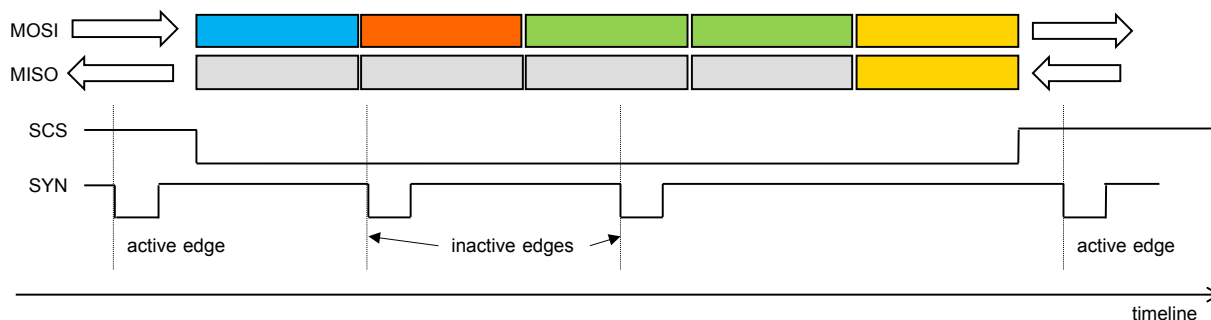 MOSI
MISO
SCS
SYN
active edge
inactive edges
active edge
timeline